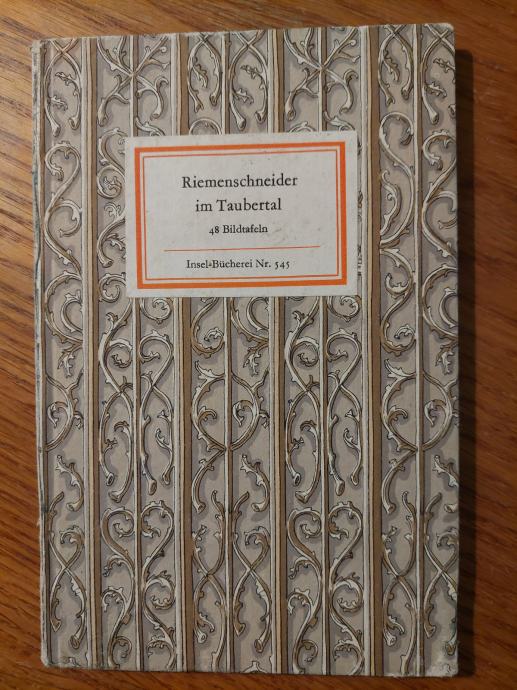 Riemenschneider
im Taubertal
48 Bildtafeln
Insel-Bücherei Nr. 545